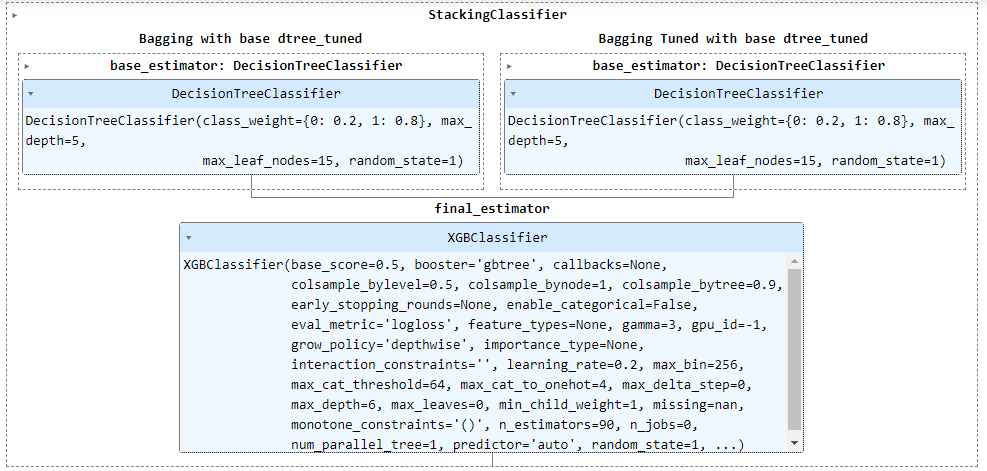 StackingClassifier
Bagging with base dtree_tuned
base_estimator: DecisionTreeClassifier
DecisionTreeClassifier
DecisionTreeClassifier(class_weight={0: 0.2, 1: 0.8}, max_
depth=5,
max_leaf_nodes=15, random_state=1)
Bagging Tuned with base dtree_tuned
base_estimator: DecisionTreeClassifier
DecisionTreeClassifier
DecisionTreeClassifier(class_weight={0: 0.2, 1: 0.8}, max_
depth=5,
max_leaf_nodes=15, random_state=1)
final_estimator
XGBClassifier
XGBClassifier(base_score=0.5, booster='gbtree', callbacks=None,
colsample_bylevel=0.5, colsample_bynode=1, colsample_bytree=0.9,
early_stopping_rounds=None, enable_categorical=False,
eval_metric='logloss', feature_types=None, gamma=3, gpu_id=-1,
grow_policy='depthwise', importance_type=None,
interaction_constraints='', learning_rate=0.2, max_bin=256,
max_cat_threshold=64, max_cat_to_onehot=4, max_delta_step=0,
max_depth=6, max_leaves=0, min_child_weight=1, missing=nan,
monotone_constraints='()', n_estimators=90, n_jobs=0,
num_parallel_tree=1, predictor='auto', random_state=1, ...)